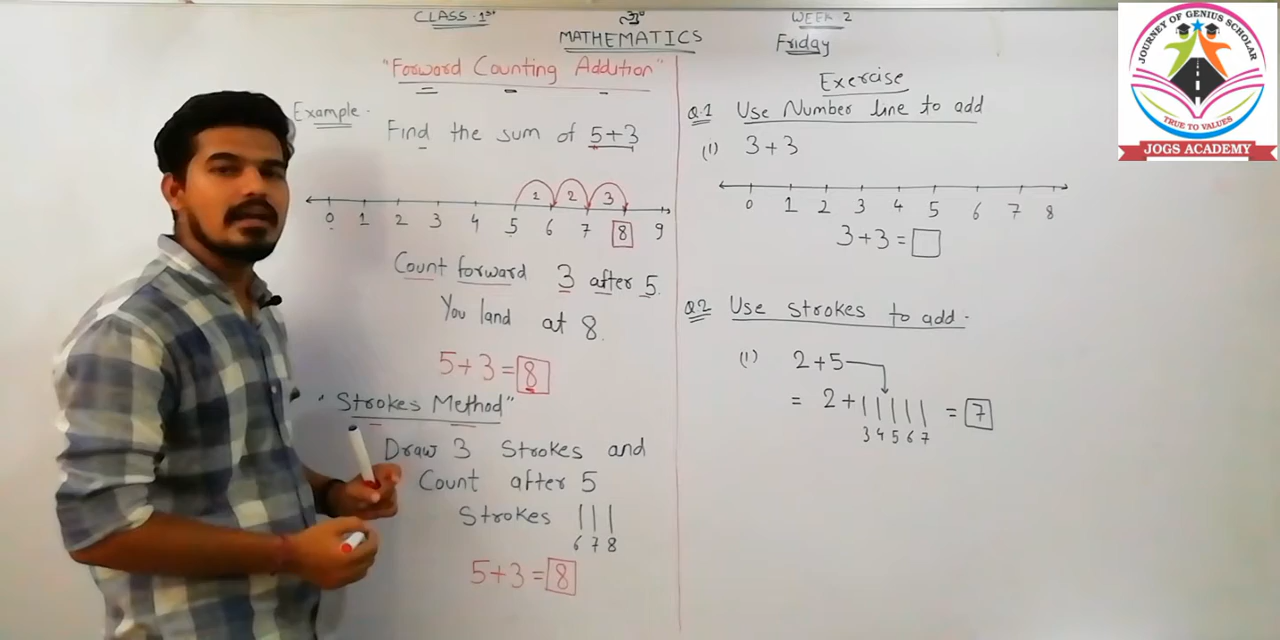 CLASS - 1st
WEEK 2
MATHEMATICS
Friday
"Forward Counting Addition"
Example -
Find the sum of 5+3
1 2 3
0 1 2 3 4 5 6 7 8 9
Count forward 3 after 5.
You land at 8.
5+3=8
"Strokes Method"
Draw 3 Strokes and
Count after 5
Strokes |||
6 7 8
5+3=8
Exercise
Q.1 Use Number line to add
(1) 3+3
0 1 2 3 4 5 6 7 8
3+3=
Q.2 Use strokes to add.
(1) 2+5
= 2+||||| = 7
3 4 5 6 7
JOURNEY OF GENIUS SCHOLAR
TRUE TO VALUES
JOGS ACADEMY